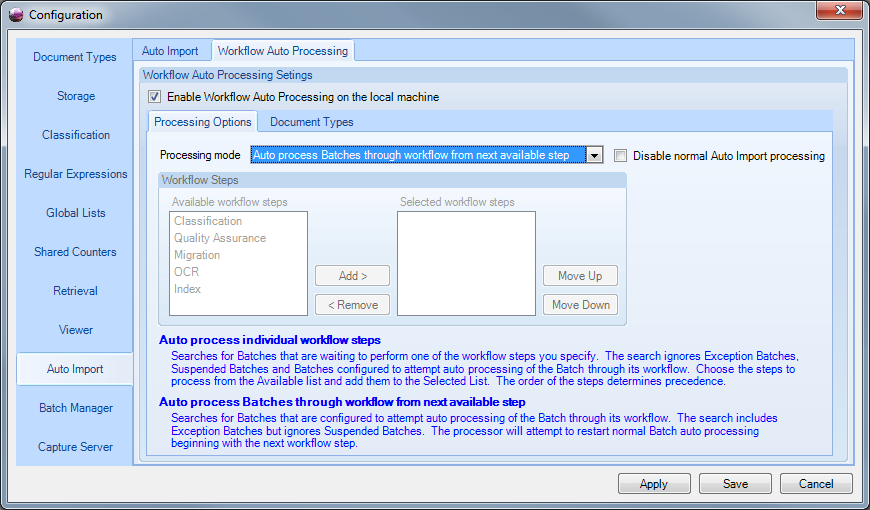 Configuration
Document Types
Storage
Classification
Regular Expressions
Global Lists
Shared Counters
Retrieval
Viewer
Auto Import
Batch Manager
Capture Server
Auto Import Workflow Auto Processing
Workflow Auto Processing Setings
Enable Workflow Auto Processing on the local machine
Processing Options Document Types
Processing mode Auto process Batches through workflow from next available step Disable normal Auto Import processing
Workflow Steps
Available workflow steps
Classification
Quality Assurance
Migration
OCR
Index
Add >
< Remove
Selected workflow steps
Move Up
Move Down
Auto process individual workflow steps
Searches for Batches that are waiting to perform one of the workflow steps you specify. The search ignores Exception Batches,
Suspended Batches and Batches configured to attempt auto processing of the Batch through its workflow. Choose the steps to
process from the Available list and add them to the Selected List. The order of the steps determines precedence.
Auto process Batches through workflow from next available step
Searches for Batches that are configured to attempt auto processing of the Batch through its workflow. The search includes
Exception Batches but ignores Suspended Batches. The processor will attempt to restart normal Batch auto processing
beginning with the next workflow step.
Apply Save Cancel